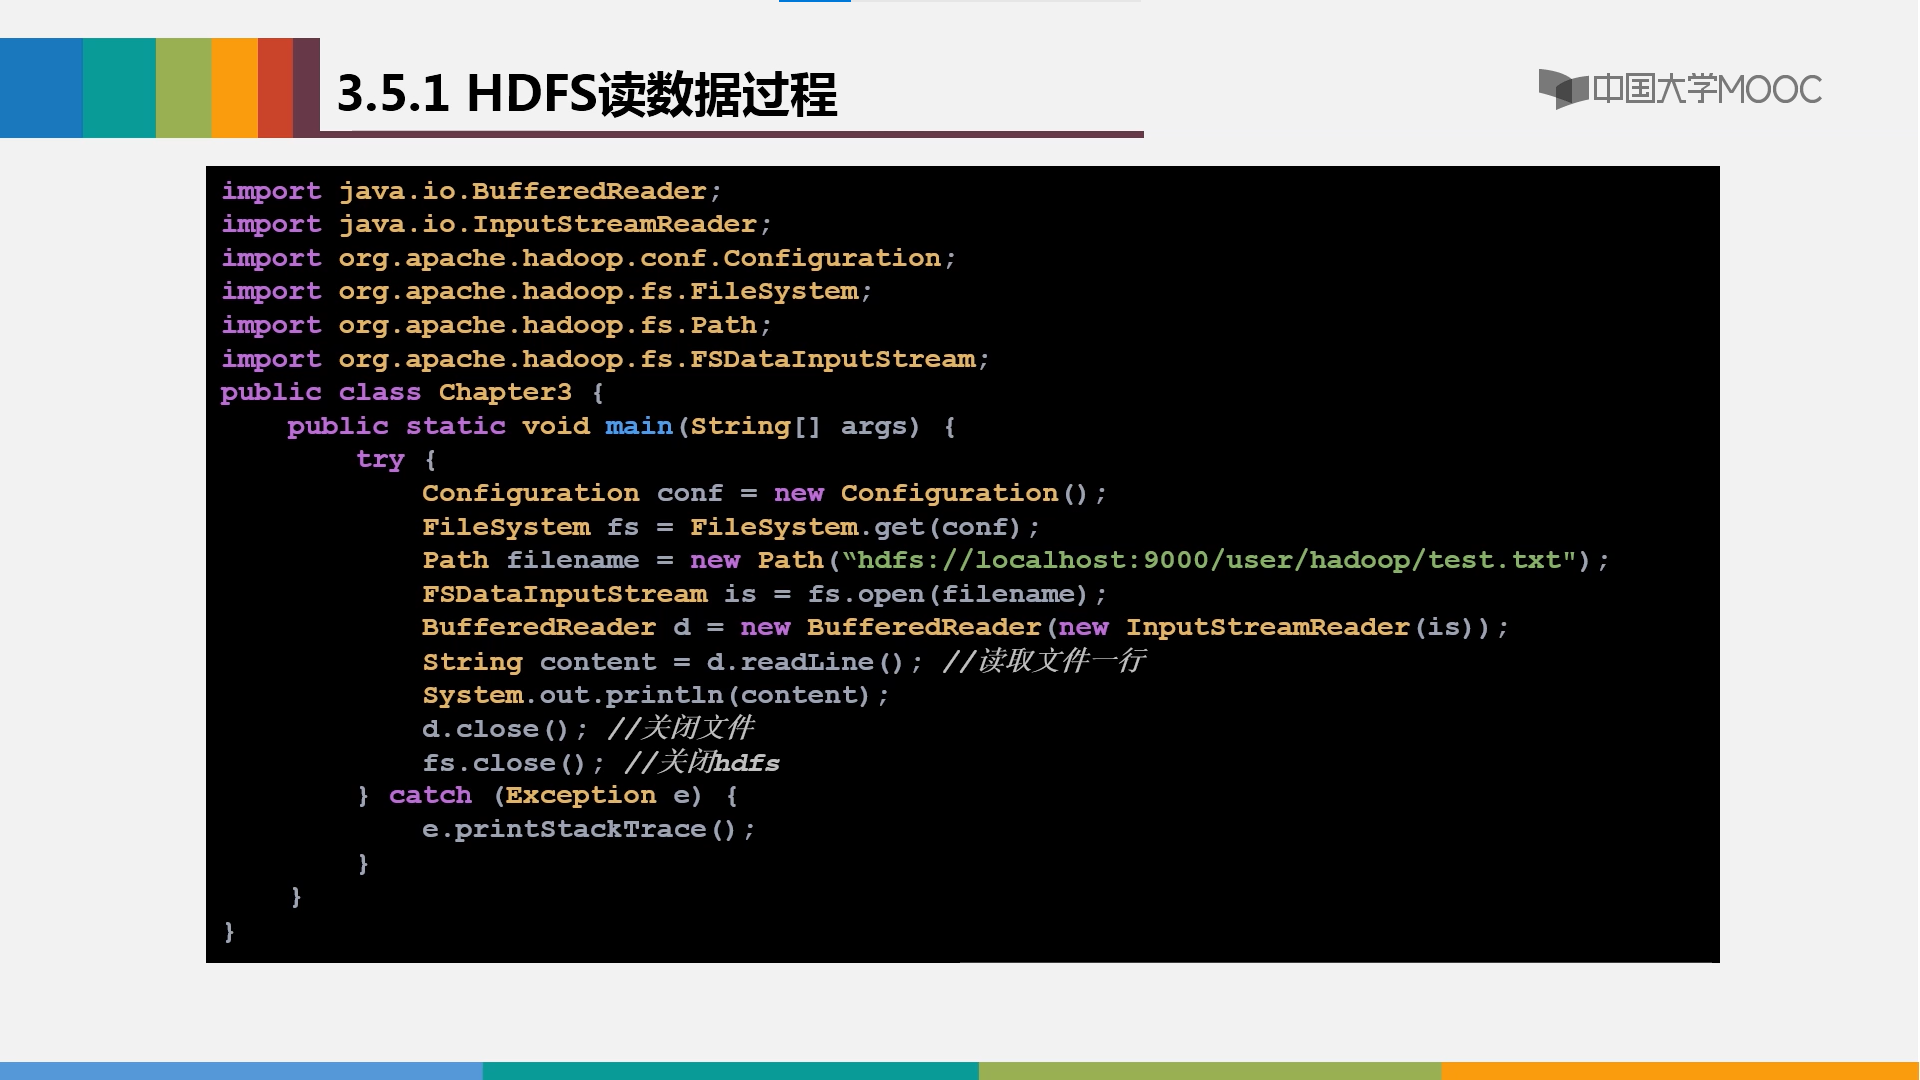 3.5.1 HDFS读数据过程
中国大学MOOC
import java.io.BufferedReader;
import java.io.InputStreamReader;
import org.apache.hadoop.conf.Configuration;
import org.apache.hadoop.fs.FileSystem;
import org.apache.hadoop.fs.Path;
import org.apache.hadoop.fs.FSDataInputStream;
public class Chapter3 {
    public static void main(String[] args) {
        try {
            Configuration conf = new Configuration();
            FileSystem fs = FileSystem.get(conf);
            Path filename = new Path(“hdfs://localhost:9000/user/hadoop/test.txt");
            FSDataInputStream is = fs.open(filename);
            BufferedReader d = new BufferedReader(new InputStreamReader(is));
            String content = d.readLine(); //读取文件一行
            System.out.println(content);
            d.close(); //关闭文件
            fs.close(); //关闭hdfs
        } catch (Exception e) {
            e.printStackTrace();
        }
    }
}